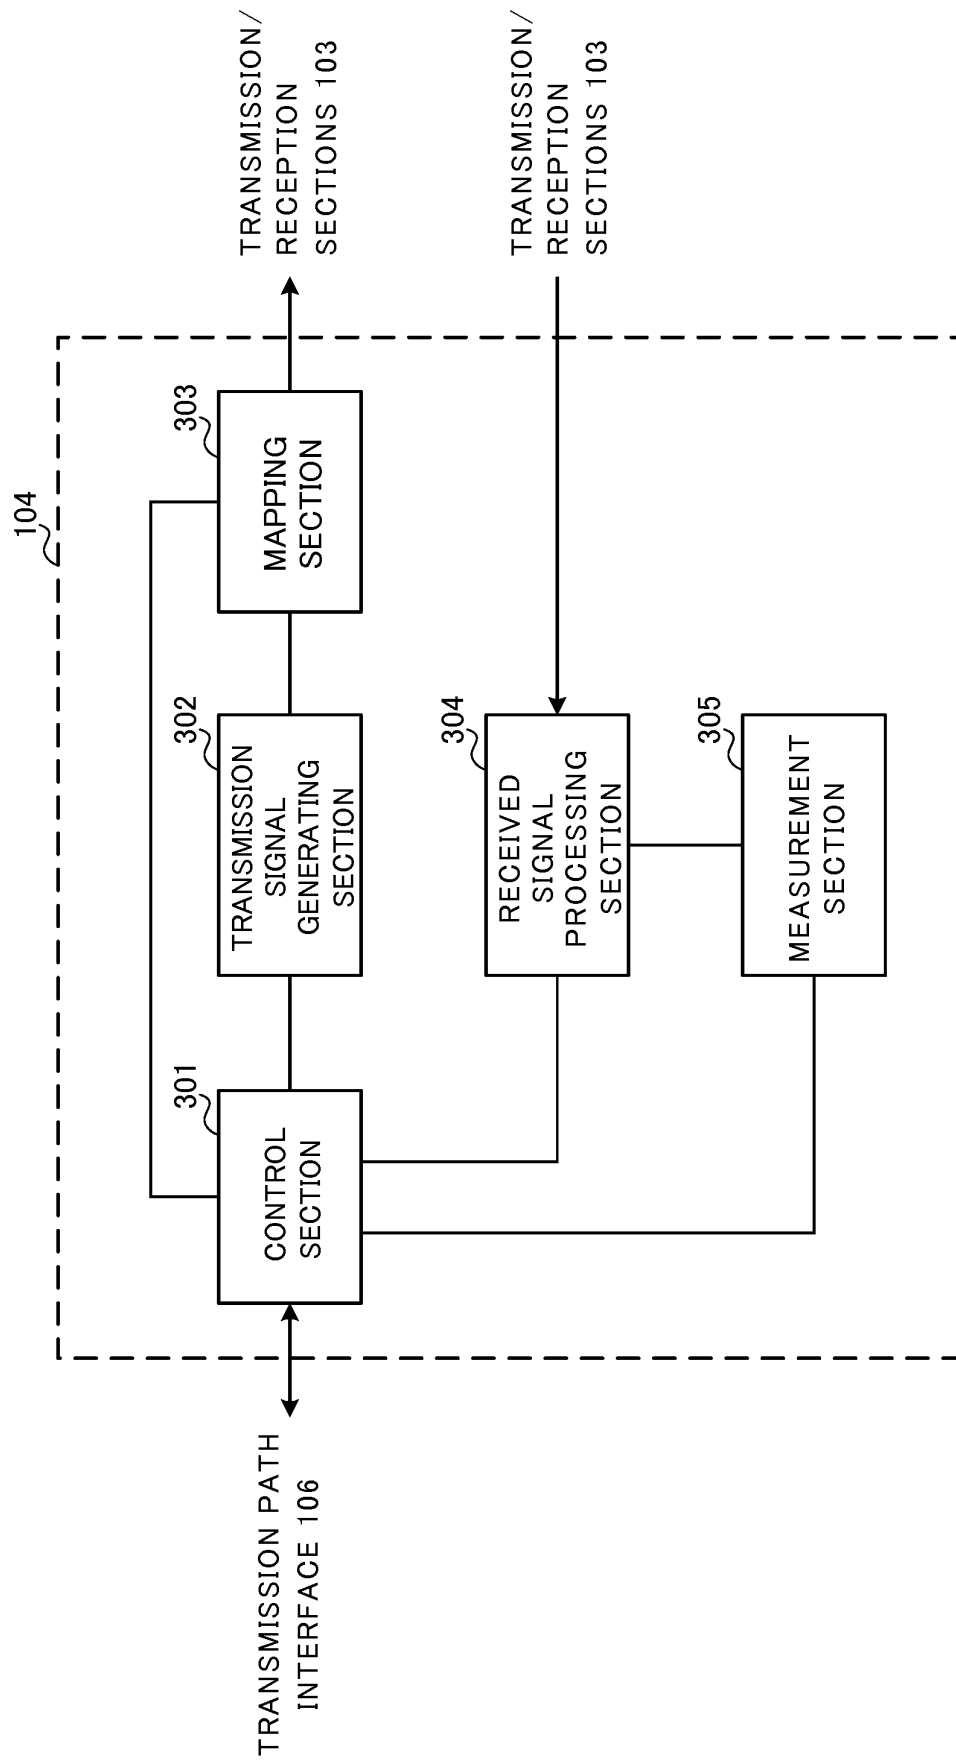 104
TRANSMISSION PATH
INTERFACE 106
301
CONTROL
SECTION
302
TRANSMISSION
SIGNAL
GENERATING
SECTION
303
MAPPING
SECTION
TRANSMISSION/
RECEPTION
SECTIONS 103
304
RECEIVED
SIGNAL
PROCESSING
SECTION
TRANSMISSION/
RECEPTION
SECTIONS 103
305
MEASUREMENT
SECTION